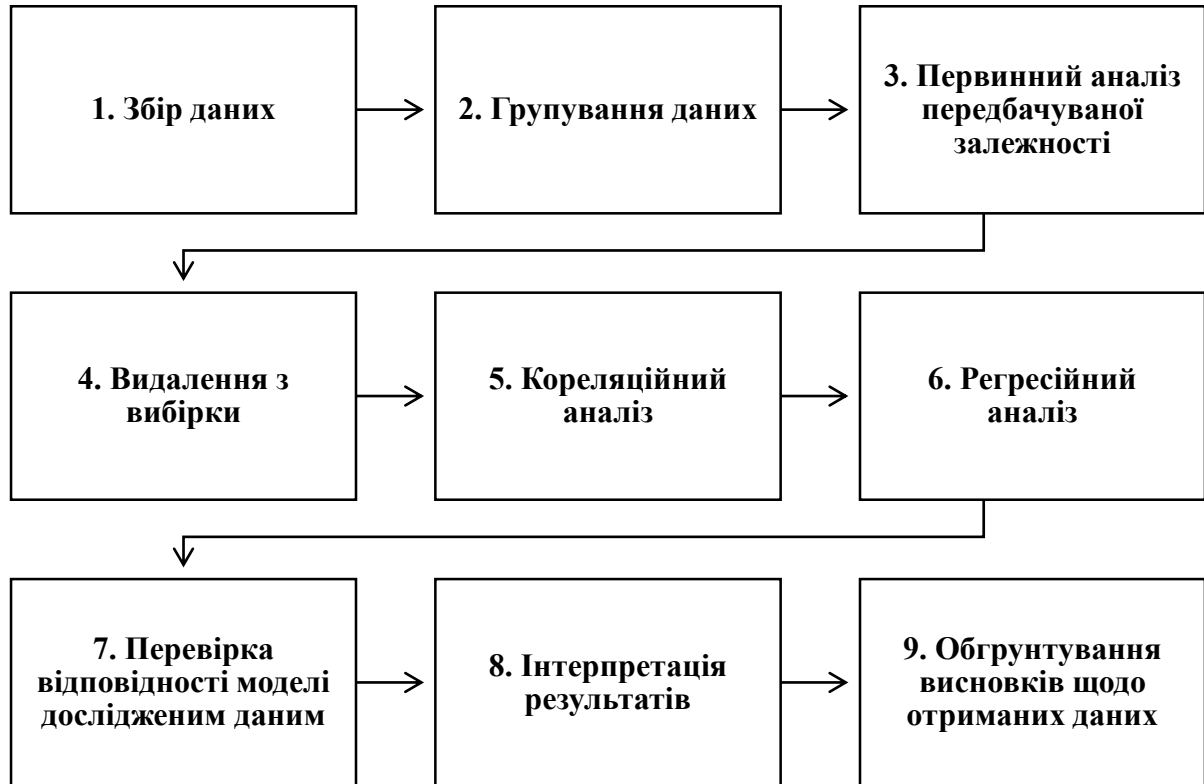 1. Збір даних
2. Групування даних
3. Первинний аналіз
передбачуваної
залежності
4. Видалення з
вибірки
5. Кореляційний
аналіз
6. Регресійний
аналіз
7. Перевірка
відповідності моделі
дослідженим даним
8. Інтерпретація
результатів
9. Обгрунтування
висновків щодо
отриманих даних